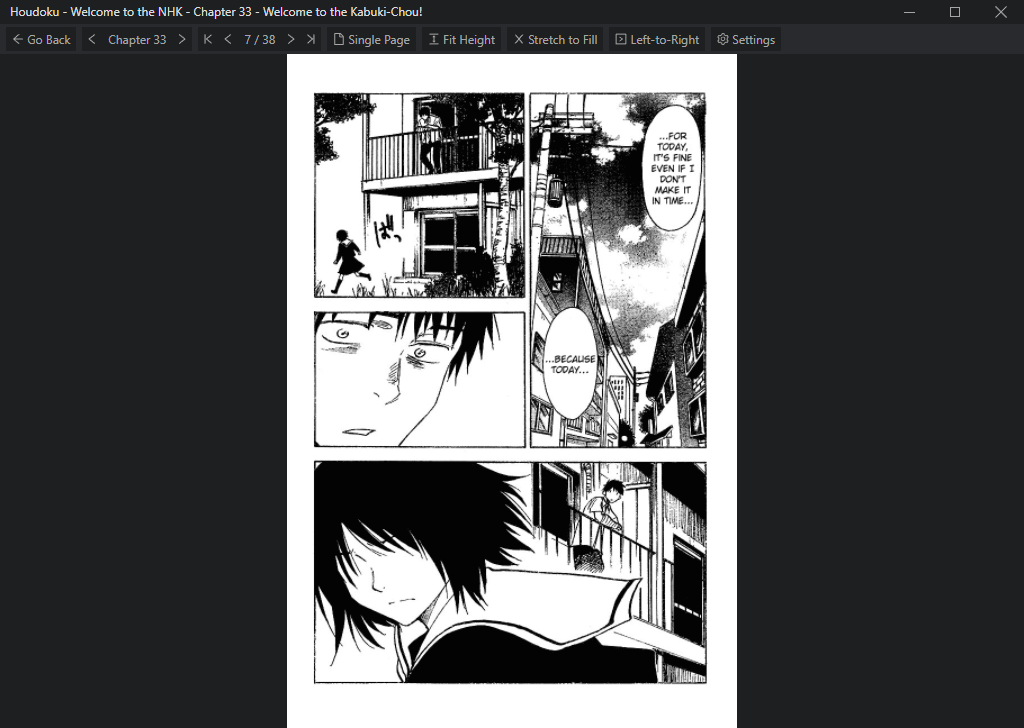 Houdoku - Welcome to the NHK - Chapter 33 - Welcome to the Kabuki-Chou!
Go Back Chapter 33 7 / 38 Single Page Fit Height Stretch to Fill Left-to-Right Settings
...FOR
TODAY,
IT'S FINE
EVEN IF I
DON'T
MAKE IT
IN TIME...
...BECAUSE
TODAY...
ばっ